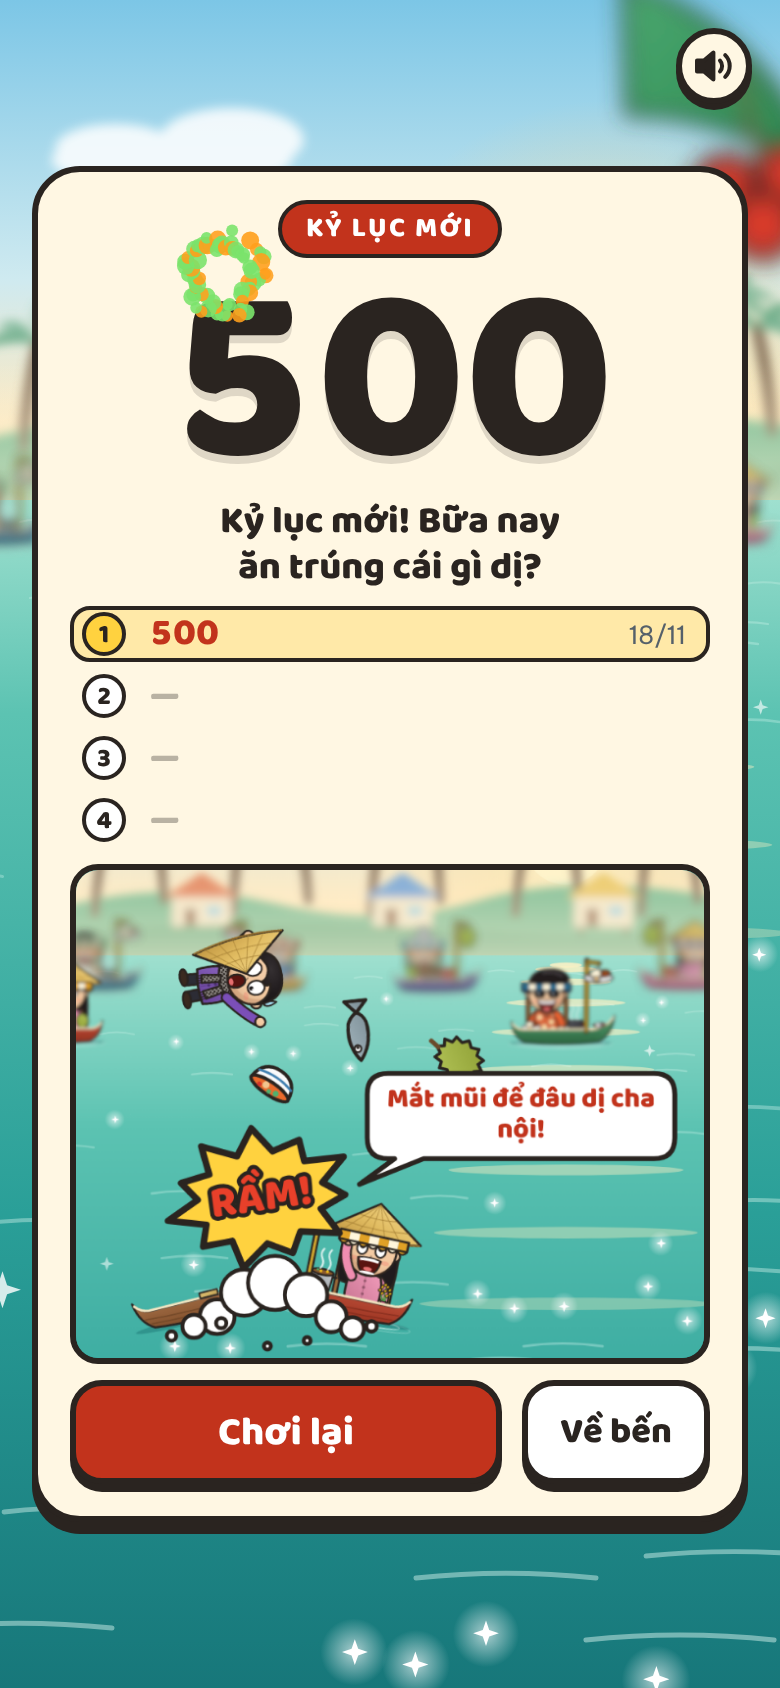 KỶ LỤC MỚI
500
Kỷ lục mới! Bữa nay
ăn trúng cái gì dị?
1 500 18/11
2 —
3 —
4 —
Mắt mũi để đâu dị cha
nội!
RẦM!
Chơi lại
Về bến